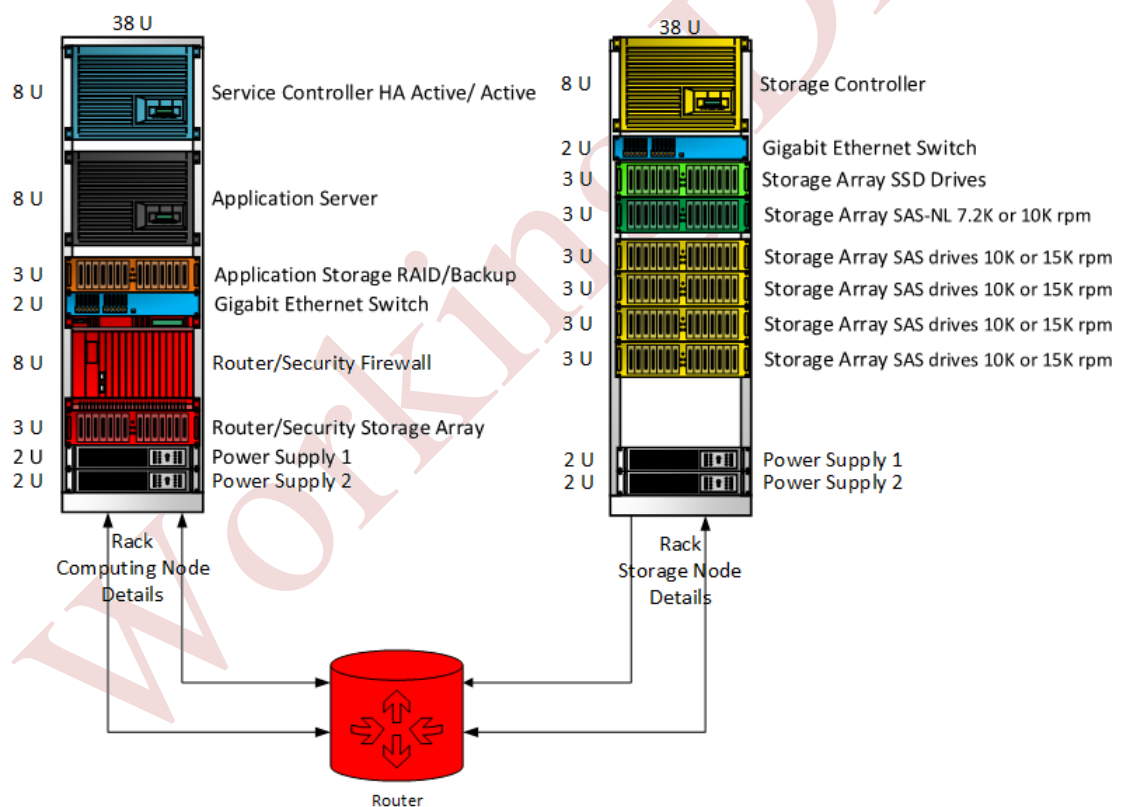 38 U
8 U Service Controller HA Active/ Active
8 U Application Server
3 U Application Storage RAID/Backup
2 U Gigabit Ethernet Switch
8 U Router/Security Firewall
3 U Router/Security Storage Array
2 U Power Supply 1
2 U Power Supply 2
Rack
Computing Node
Details
38 U
8 U Storage Controller
2 U Gigabit Ethernet Switch
3 U Storage Array SSD Drives
3 U Storage Array SAS-NL 7.2K or 10K rpm
3 U Storage Array SAS drives 10K or 15K rpm
3 U Storage Array SAS drives 10K or 15K rpm
3 U Storage Array SAS drives 10K or 15K rpm
3 U Storage Array SAS drives 10K or 15K rpm
2 U Power Supply 1
2 U Power Supply 2
Rack
Storage Node
Details
Router